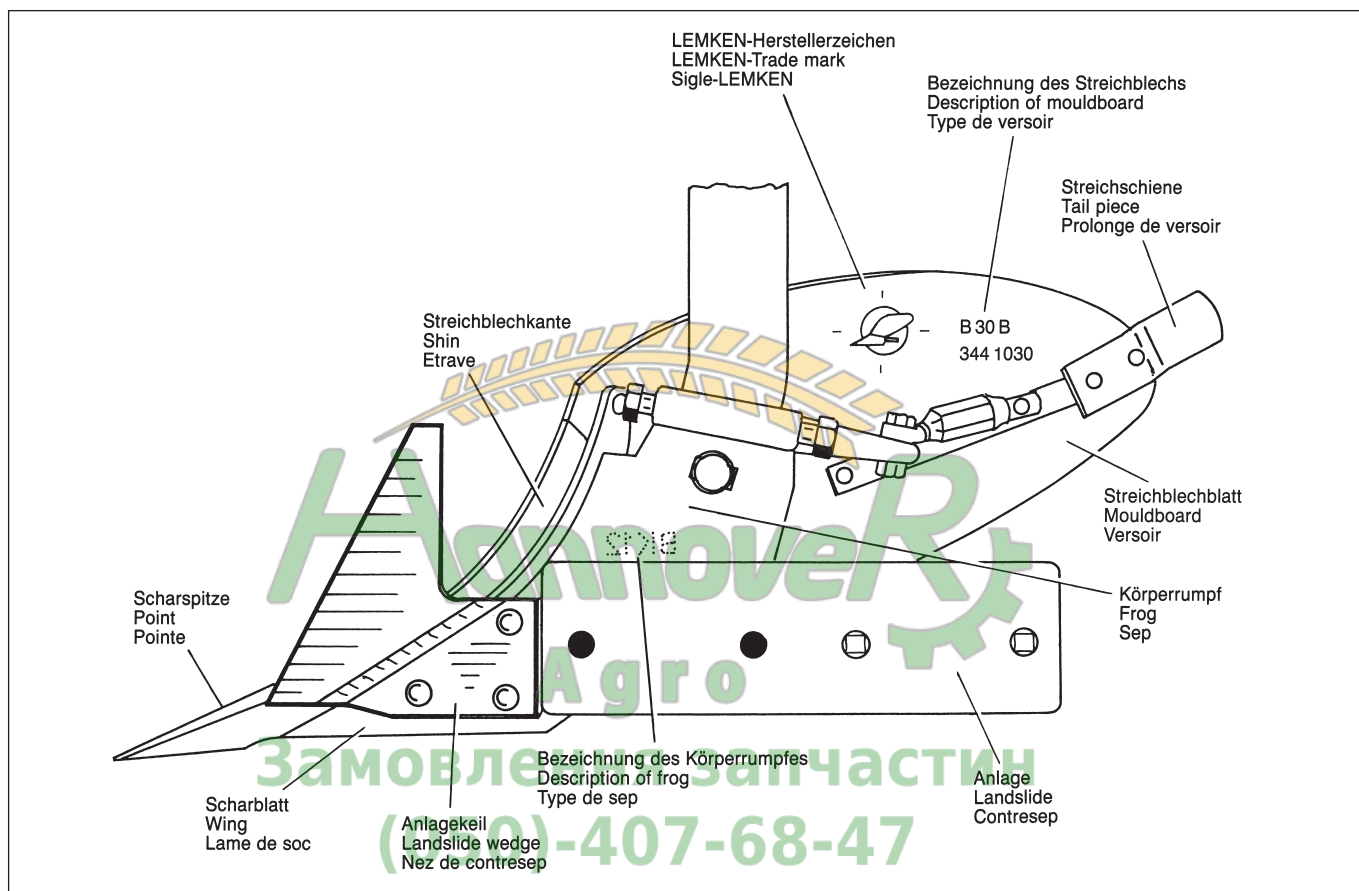 LEMKEN-Herstellerzeichen
LEMKEN-Trade mark
Sigle-LEMKEN
Bezeichnung des Streichblechs
Description of mouldboard
Type de versoir
Streichschiene
Tail piece
Prolonge de versoir
Streichblechkante
Shin
Etrave
B 30 B
344 1030
Streichblechblatt
Mouldboard
Versoir
HannoveR
Agro
Körperrumpf
Frog
Sep
Scharspitze
Point
Pointe
Замовлення запчастин
(050)-407-68-47
Bezeichnung des Körperrumpfes
Description of frog
Type de sep
Anlage
Landslide
Contresep
Scharblatt
Wing
Lame de soc
Anlagekeil
Landslide wedge
Nez de contresep